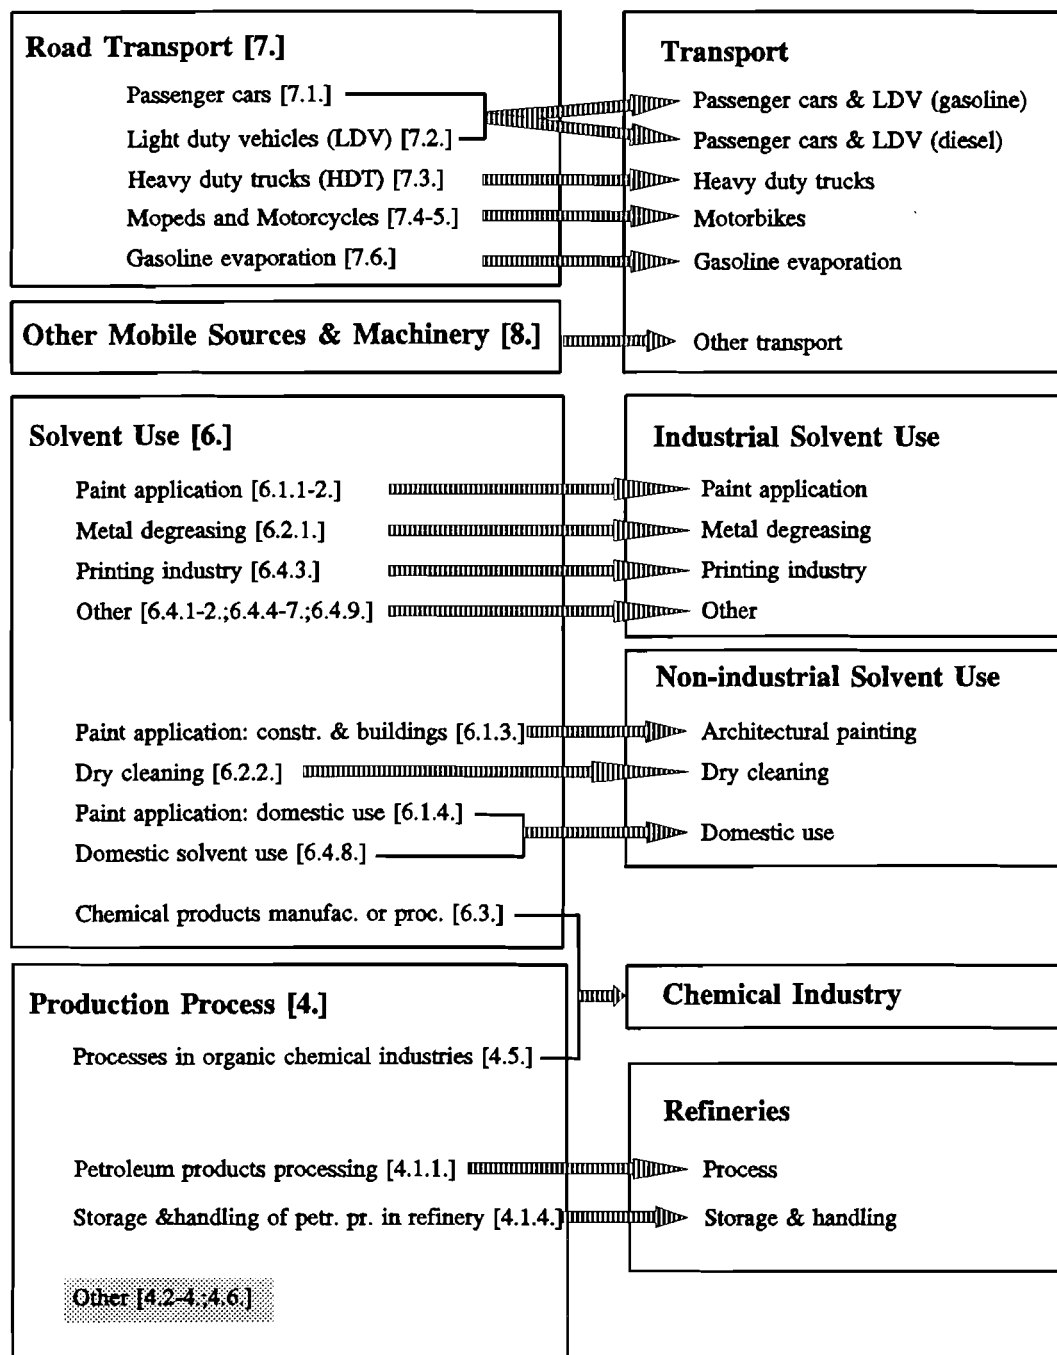 Road Transport [7.]
Passenger cars [7.1.]
Light duty vehicles (LDV) [7.2.]
Heavy duty trucks (HDT) [7.3.]
Mopeds and Motorcycles [7.4-5.]
Gasoline evaporation [7.6.]
Other Mobile Sources & Machinery [8.]
Transport
Passenger cars & LDV (gasoline)
Passenger cars & LDV (diesel)
Heavy duty trucks
Motorbikes
Gasoline evaporation
Other transport
Solvent Use [6.]
Paint application [6.1.1-2.]
Metal degreasing [6.2.1.]
Printing industry [6.4.3.]
Other [6.4.1-2.;6.4.4-7.;6.4.9.]
Paint application: constr. & buildings [6.1.3.]
Dry cleaning [6.2.2.]
Paint application: domestic use [6.1.4.]
Domestic solvent use [6.4.8.]
Chemical products manufac. or proc. [6.3.]
Industrial Solvent Use
Paint application
Metal degreasing
Printing industry
Other
Non-industrial Solvent Use
Architectural painting
Dry cleaning
Domestic use
Production Process [4.]
Processes in organic chemical industries [4.5.]
Petroleum products processing [4.1.1.]
Storage &handling of petr. pr. in refinery [4.1.4.]
Other [4.2-4.;4.6.]
Chemical Industry
Refineries
Process
Storage & handling